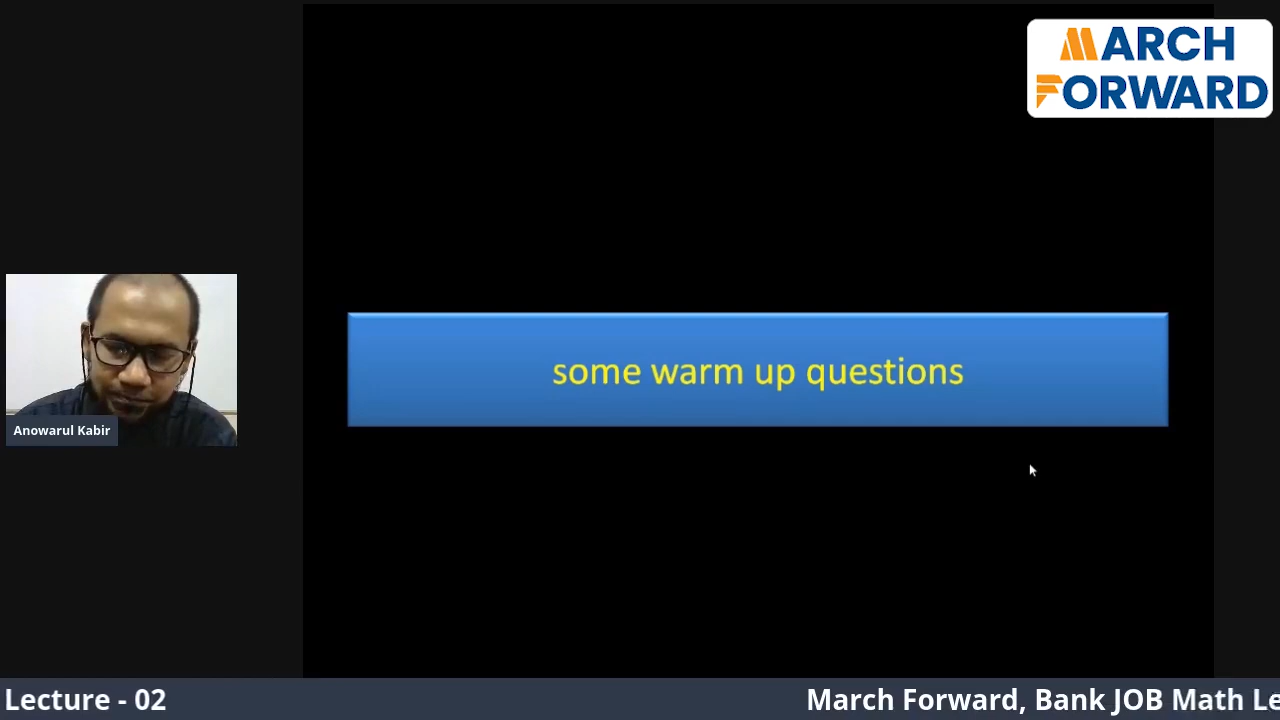 MARCH
FORWARD
some warm up questions
Anowarul Kabir
Lecture - 02
March Forward, Bank JOB Math Le